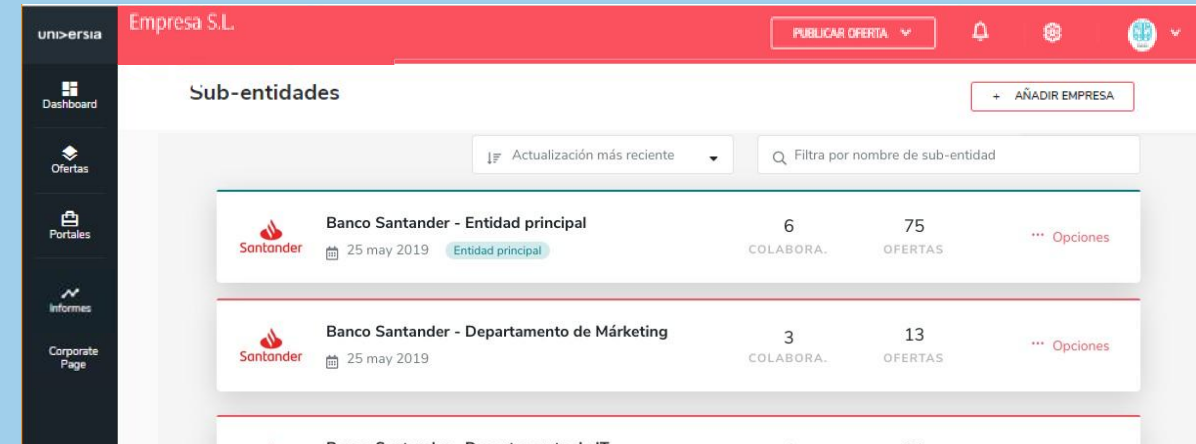 uni>ersia
Empresa S.L.
PUBLICAR OFERTA
Dashboard
Ofertas
Portales
Informes
Corporate
Page
Sub-entidades
+ AÑADIR EMPRESA
Actualización más reciente
Filtra por nombre de sub-entidad
Santander
Banco Santander - Entidad principal
25 may 2019
Entidad principal
6
COLABORA.
75
OFERTAS
... Opciones
Santander
Banco Santander - Departamento de Márketing
25 may 2019
3
COLABORA.
13
OFERTAS
... Opciones